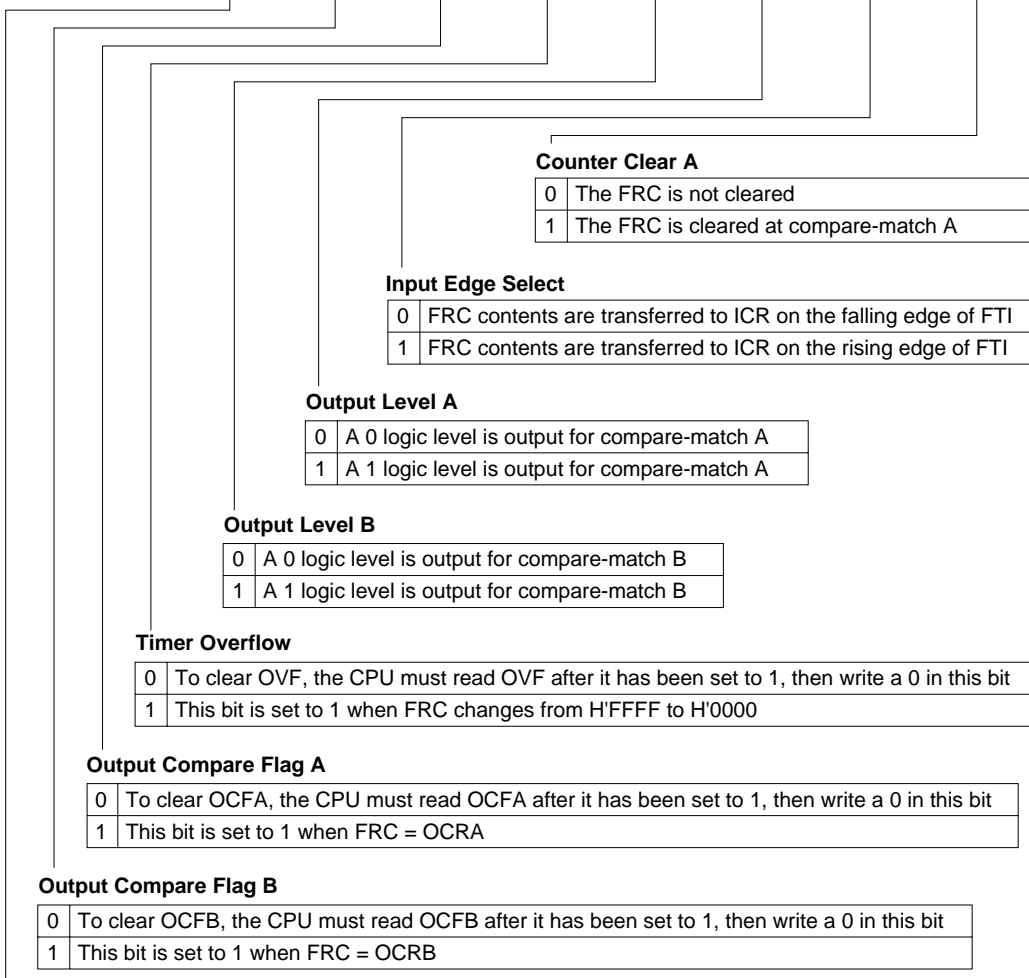 Counter Clear A
0 The FRC is not cleared
1 The FRC is cleared at compare-match A
Input Edge Select
0 FRC contents are transferred to ICR on the falling edge of FTI
1 FRC contents are transferred to ICR on the rising edge of FTI
Output Level A
0 A 0 logic level is output for compare-match A
1 A 1 logic level is output for compare-match A
Output Level B
0 A 0 logic level is output for compare-match B
1 A 1 logic level is output for compare-match B
Timer Overflow
0 To clear OVF, the CPU must read OVF after it has been set to 1, then write a 0 in this bit
1 This bit is set to 1 when FRC changes from H'FFFF to H'0000
Output Compare Flag A
0 To clear OCFA, the CPU must read OCFA after it has been set to 1, then write a 0 in this bit
1 This bit is set to 1 when FRC = OCRA
Output Compare Flag B
0 To clear OCFB, the CPU must read OCFB after it has been set to 1, then write a 0 in this bit
1 This bit is set to 1 when FRC = OCRB